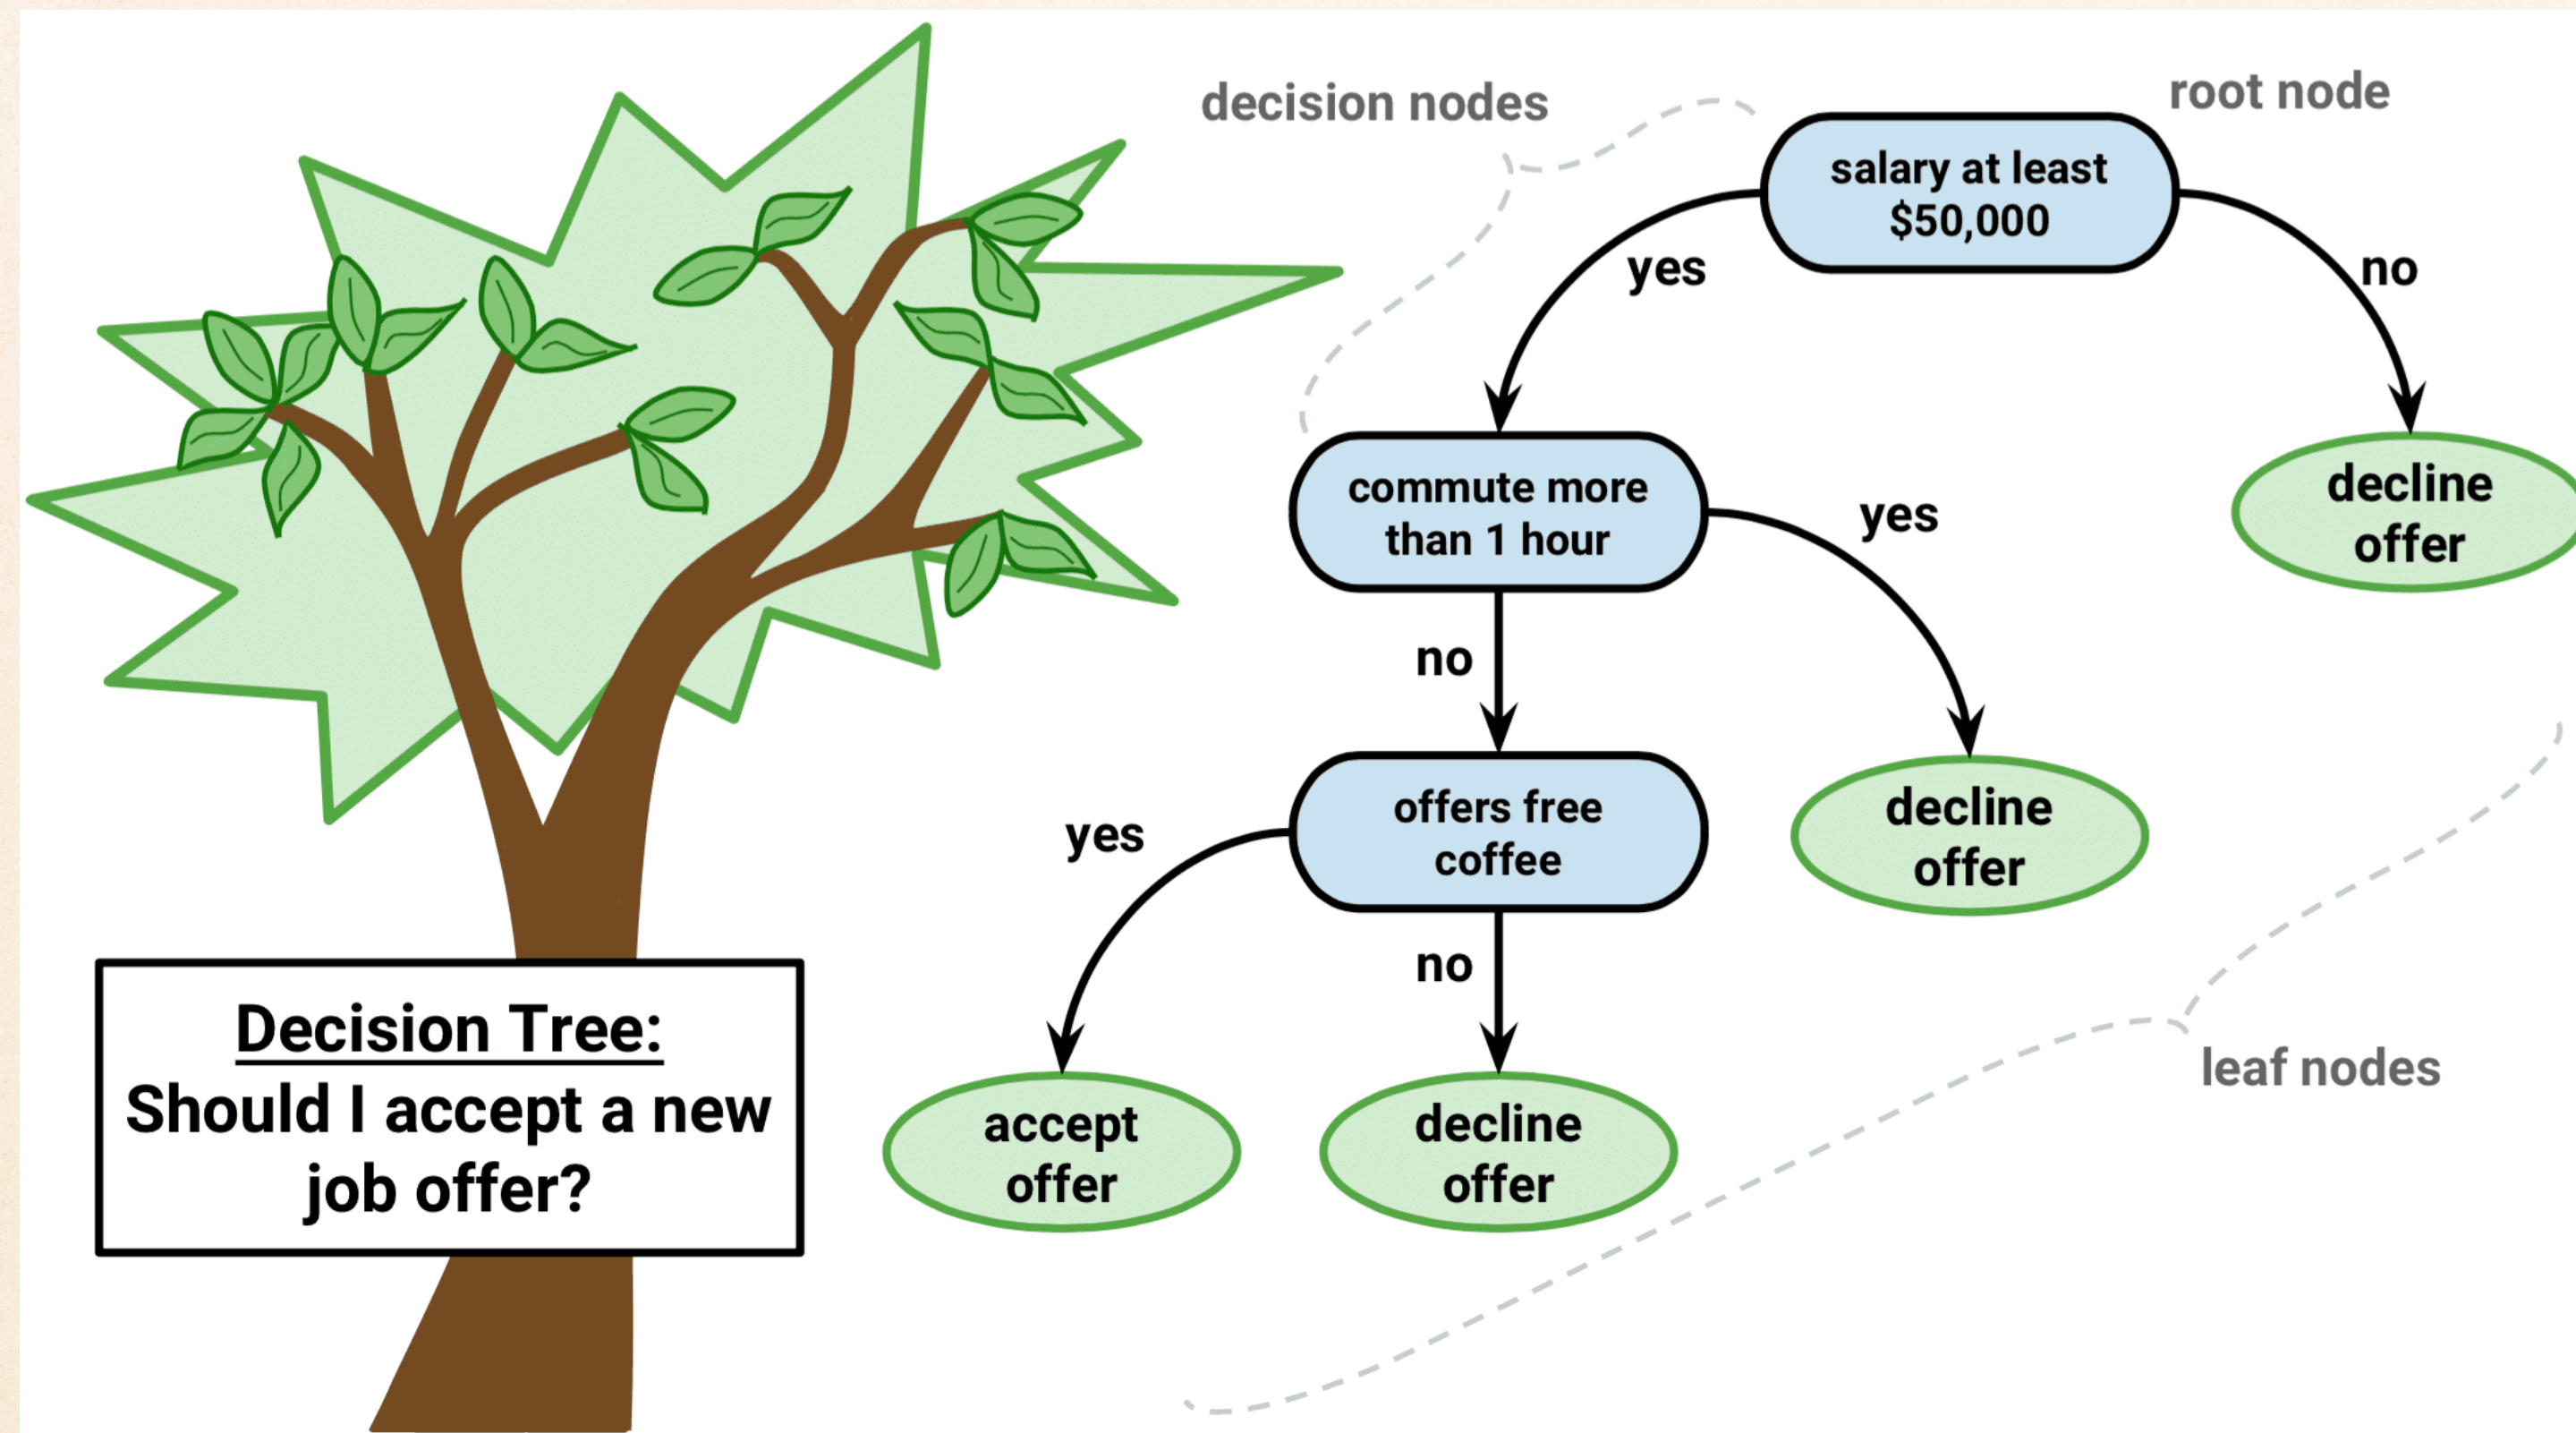 decision nodes
root node
salary at least
$50,000
yes
no
commute more
than 1 hour
yes
decline
offer
no
offers free
coffee
yes
decline
offer
no
accept
offer
decline
offer
leaf nodes
Decision Tree:
Should I accept a new
job offer?